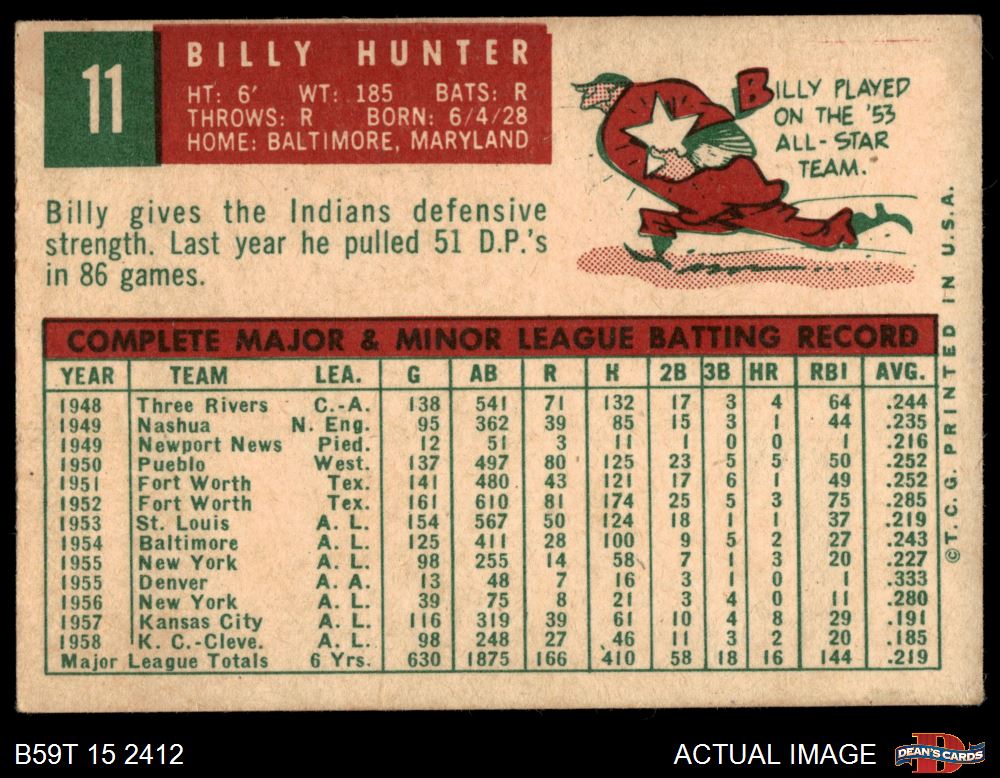 11
BILLY HUNTER
HT: 6' WT: 185 BATS: R
THROWS: R BORN: 6/4/28
HOME: BALTIMORE, MARYLAND
BILLY PLAYED
ON THE '53
ALL-STAR
TEAM.
Billy gives the Indians defensive
strength. Last year he pulled 51 D.P.'s
in 86 games.
COMPLETE MAJOR & MINOR LEAGUE BATTING RECORD
YEAR TEAM LEA. G AB R H 2B 3B HR RBI AVG.
1948 Three Rivers C.-A. 138 541 71 132 17 3 4 64 .244
1949 Nashua N. Eng. 95 362 39 85 15 3 1 44 .235
1949 Newport News Pied. 12 51 3 11 1 0 0 1 .216
1950 Pueblo West. 137 497 80 125 23 5 5 50 .252
1951 Fort Worth Tex. 141 480 43 121 17 6 1 49 .252
1952 Fort Worth Tex. 161 610 81 174 25 5 3 75 .285
1953 St. Louis A. L. 154 567 50 124 18 1 1 37 .219
1954 Baltimore A. L. 125 411 28 100 9 5 2 27 .243
1955 New York A. L. 98 255 14 58 7 1 3 20 .227
1955 Denver A. A. 13 48 7 16 3 1 0 1 .333
1956 New York A. L. 39 75 8 21 3 4 0 11 .280
1957 Kansas City A. L. 116 319 39 61 10 4 8 29 .191
1958 K. C.-Cleve. A. L. 98 248 27 46 11 3 2 20 .185
Major League Totals 6 Yrs. 630 1875 166 410 58 18 16 144 .219
©T.C.G. PRINTED IN U.S.A.
B59T 15 2412
ACTUAL IMAGE
DEAN'S CARDS